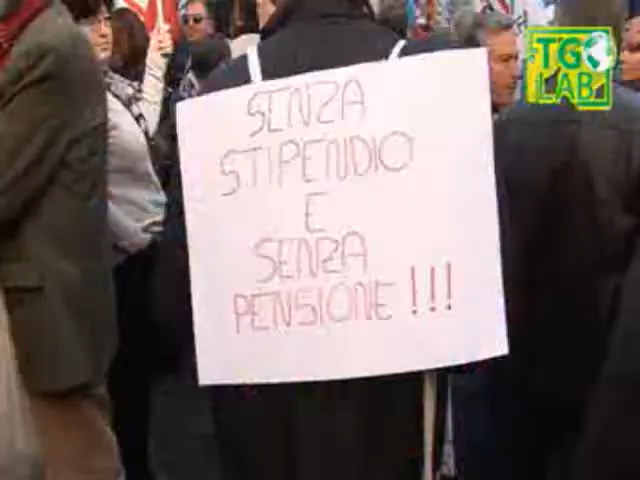 SENZA
STIPENDIO
E
SENZA
PENSIONE!!!
TG
LAB